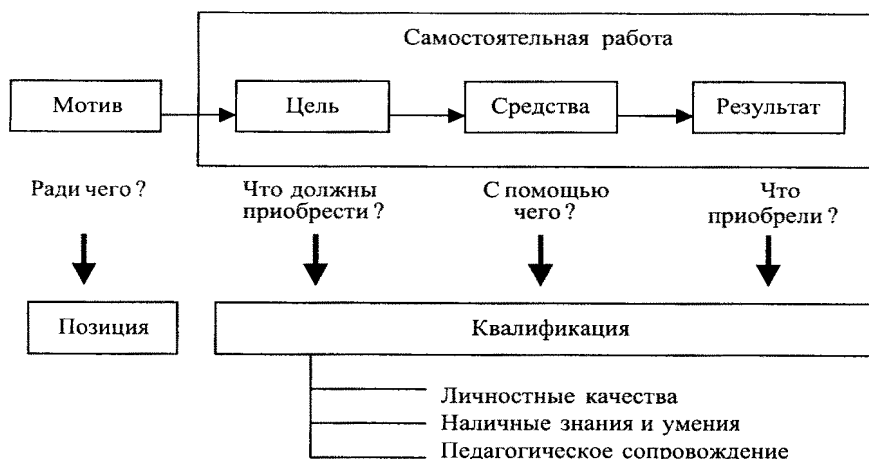 Самостоятельная работа
Мотив
Цель
Средства
Результат
Ради чего?
Что должны
приобрести?
С помощью
чего?
Что
приобрели?
Позиция
Квалификация
Личностные качества
Наличные знания и умения
Педагогическое сопровождение